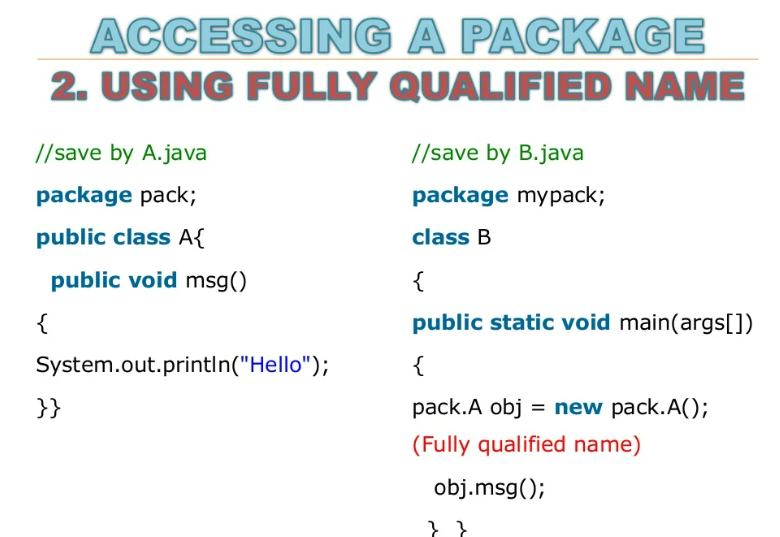 ACCESSING A PACKAGE
2. USING FULLY QUALIFIED NAME
//save by A.java
package pack;
public class A{
public void msg()
{
System.out.println("Hello");
}}
//save by B.java
package mypack;
class B
{
public static void main(args[])
{
pack.A obj = new pack.A();
(Fully qualified name)
obj.msg();
} }